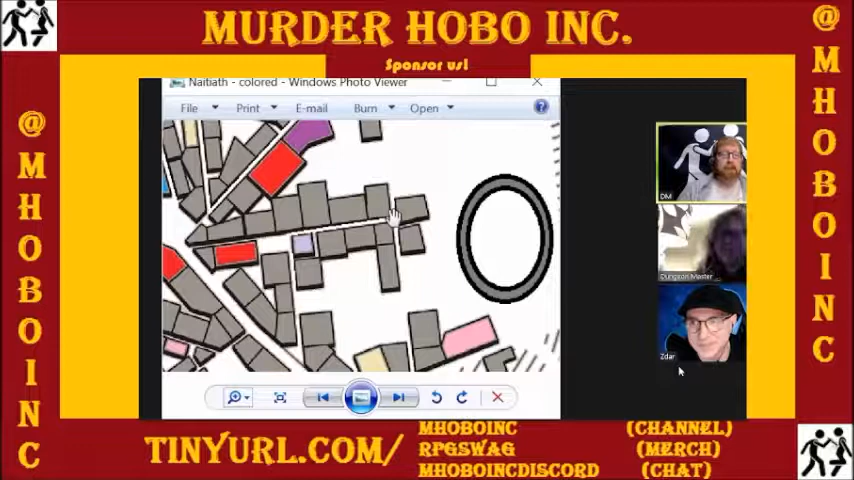 MURDER HOBO INC.
Sponsor us!
@MHOBOINC
Naitiath - colored - Windows Photo Viewer
File Print E-mail Burn Open
DM
Dungeon Master
Zdar
@MHOBOINC
TINYURL.COM/
MHOBOINC (CHANNEL)
RPGSWAG (MERCH)
MHOBOINCDISCORD (CHAT)